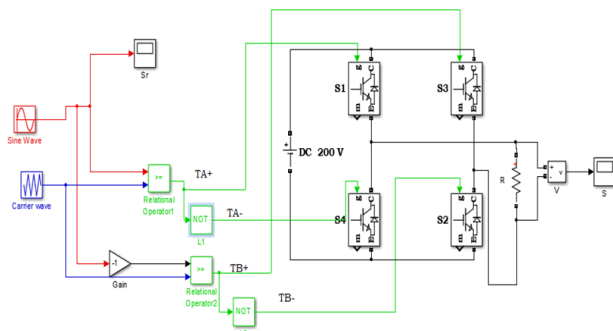 Sr
Sine Wave
Carrier wave
>=
Relational
Operator1
TA+
NOT
L1
TA-
-1
Gain
>=
Relational
Operator2
TB+
NOT
TB-
DC 200 V
g C
S1
m E
g C
S3
m E
g C
S4
m E
g C
S2
m E
R
+
-
v
V
S